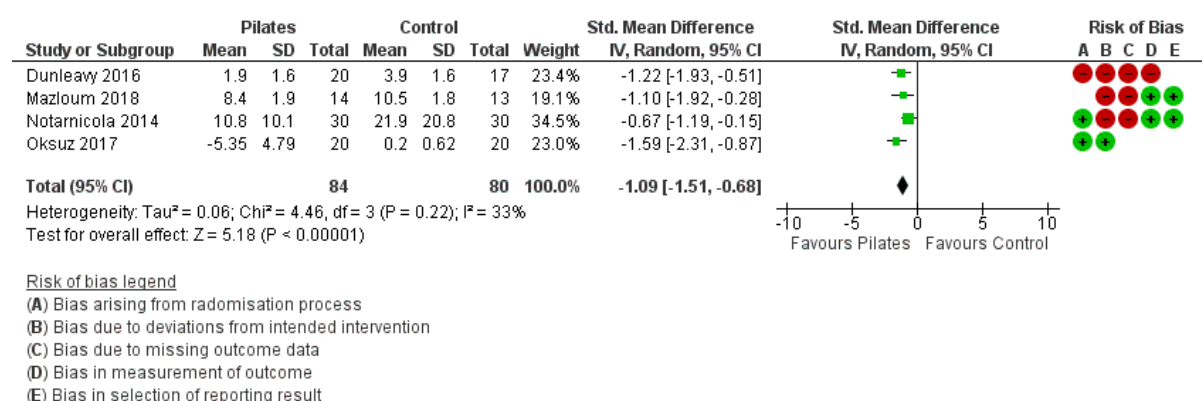 Pilates Control Std. Mean Difference Std. Mean Difference Risk of Bias
Study or Subgroup Mean SD Total Mean SD Total Weight IV, Random, 95% CI IV, Random, 95% CI A B C D E
Dunleavy 2016 1.9 1.6 20 3.9 1.6 17 23.4% -1.22 [-1.93, -0.51] - - - -
Mazloum 2018 8.4 1.9 14 10.5 1.8 13 19.1% -1.10 [-1.92, -0.28] - - + +
Notarnicola 2014 10.8 10.1 30 21.9 20.8 30 34.5% -0.67 [-1.19, -0.15] + - - + +
Oksuz 2017 -5.35 4.79 20 0.2 0.62 20 23.0% -1.59 [-2.31, -0.87] + +
Total (95% CI) 84 80 100.0% -1.09 [-1.51, -0.68]
Heterogeneity: Tau² = 0.06; Chi² = 4.46, df = 3 (P = 0.22); I² = 33%
Test for overall effect: Z = 5.18 (P < 0.00001)
-10 -5 0 5 10
Favours Pilates Favours Control
Risk of bias legend
(A) Bias arising from radomisation process
(B) Bias due to deviations from intended intervention
(C) Bias due to missing outcome data
(D) Bias in measurement of outcome
(E) Bias in selection of reporting result